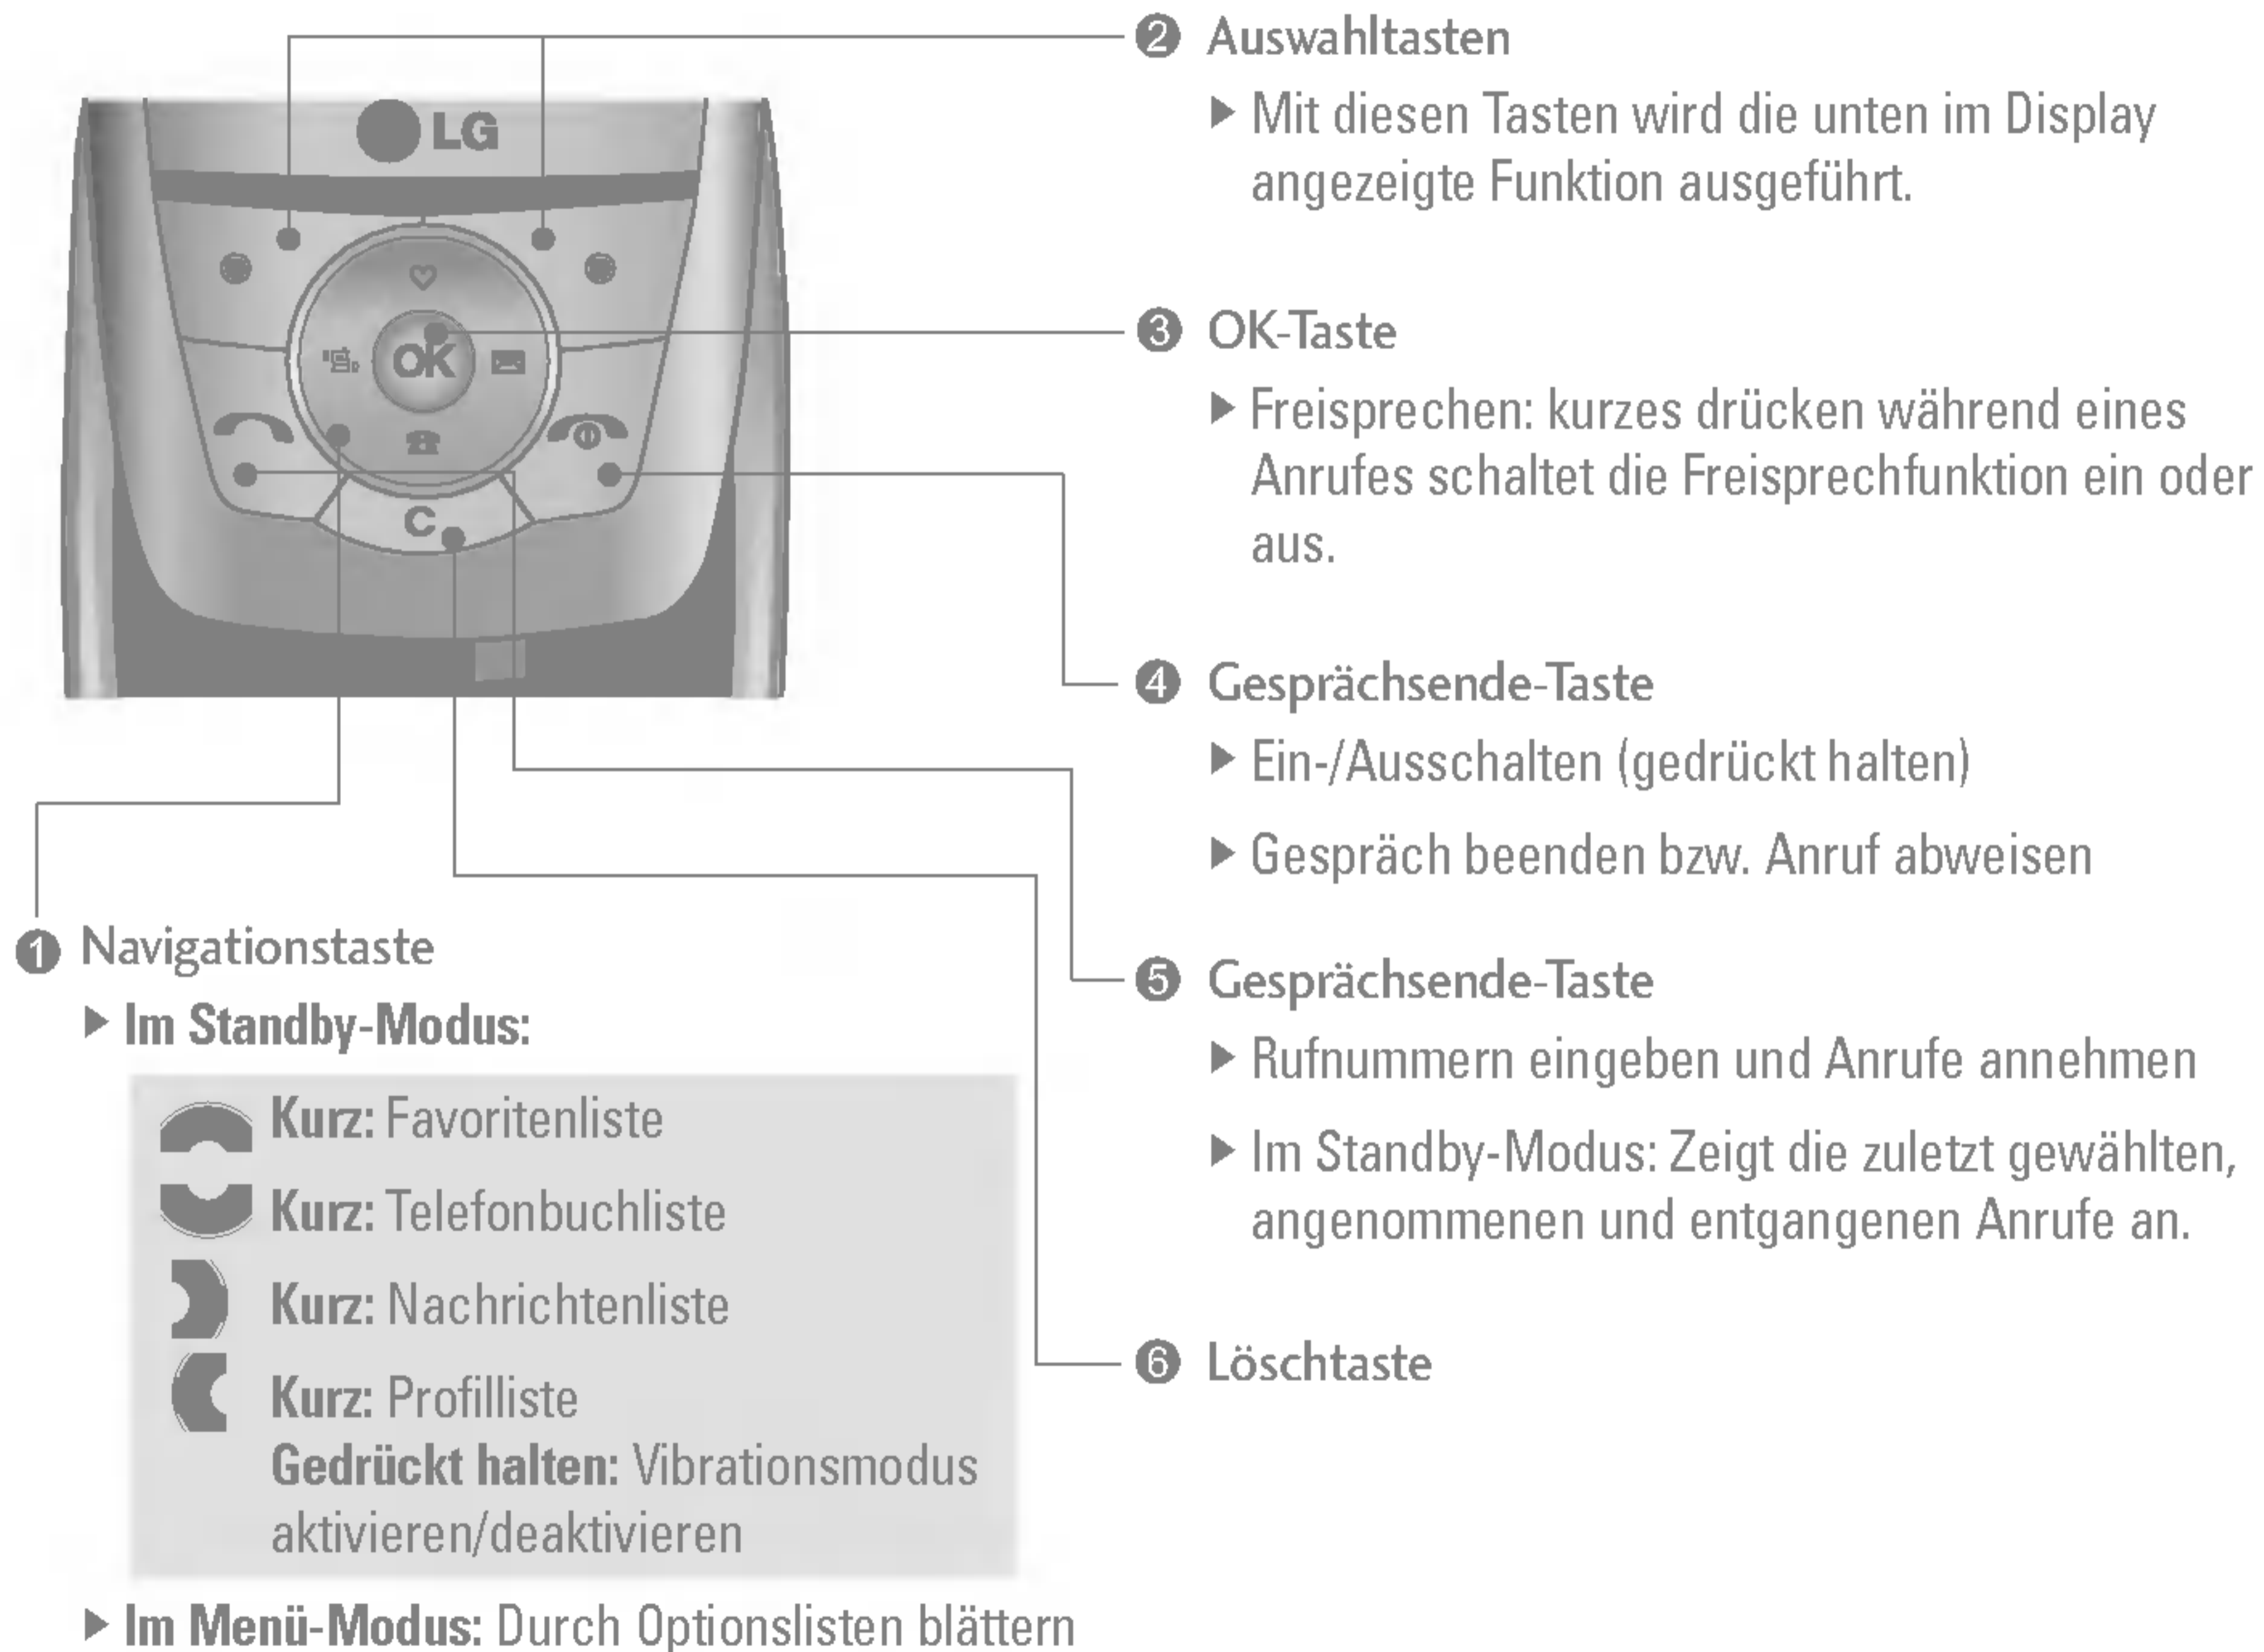 LG
OK
C
❷ Auswahltasten
▶ Mit diesen Tasten wird die unten im Display
angezeigte Funktion ausgeführt.
❸ OK-Taste
▶ Freisprechen: kurzes drücken während eines
Anrufes schaltet die Freisprechfunktion ein oder
aus.
❹ Gesprächsende-Taste
▶ Ein-/Ausschalten (gedrückt halten)
▶ Gespräch beenden bzw. Anruf abweisen
❺ Gesprächsende-Taste
▶ Rufnummern eingeben und Anrufe annehmen
▶ Im Standby-Modus: Zeigt die zuletzt gewählten,
angenommenen und entgangenen Anrufe an.
❻ Löschtaste
❶ Navigationstaste
▶ Im Standby-Modus:
Kurz: Favoritenliste
Kurz: Telefonbuchliste
Kurz: Nachrichtenliste
Kurz: Profilliste
Gedrückt halten: Vibrationsmodus
aktivieren/deaktivieren
▶ Im Menü-Modus: Durch Optionslisten blättern